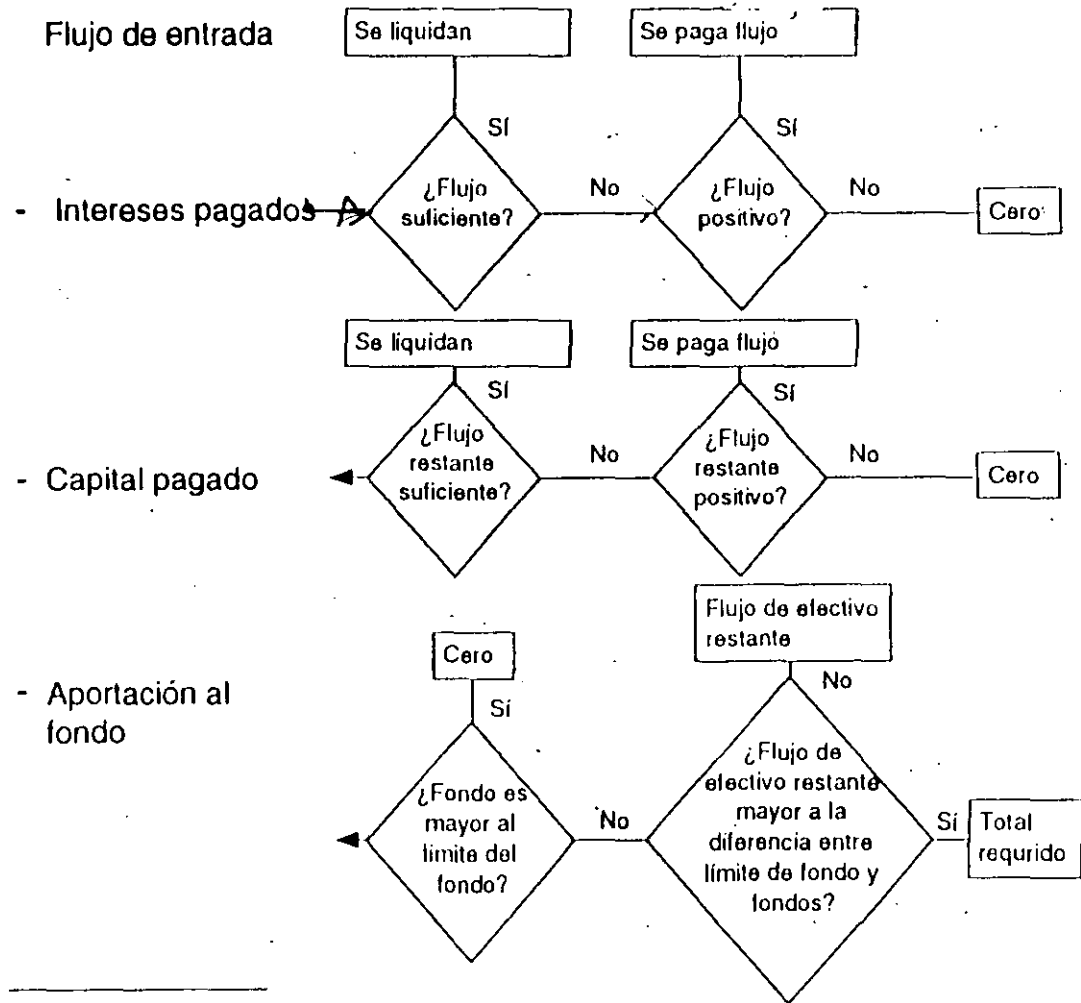 Flujo de entrada
Se liquidan
Se paga flujo
Sí
Sí
- Intereses pagados
¿Flujo
suficiente?
No
¿Flujo
positivo?
No
Cero
Se liquidan
Se paga flujo
Sí
Sí
- Capital pagado
¿Flujo
restante
suficiente?
No
¿Flujo
restante
positivo?
No
Cero
- Aportación al
fondo
Cero
Sí
¿Fondo es
mayor al
límite del
fondo?
No
Flujo de efectivo
restante
No
¿Flujo de
efectivo restante
mayor a la
diferencia entre
límite de fondo y
fondos?
Sí
Total
requrido